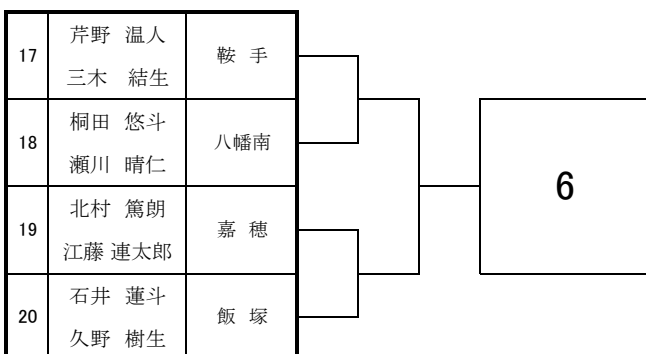 17
芹野 温人
三木 結生
鞍 手
18
桐田 悠斗
瀬川 晴仁
八幡南
19
北村 篤朗
江藤 連太郎
嘉 穂
20
石井 蓮斗
久野 樹生
飯 塚
6